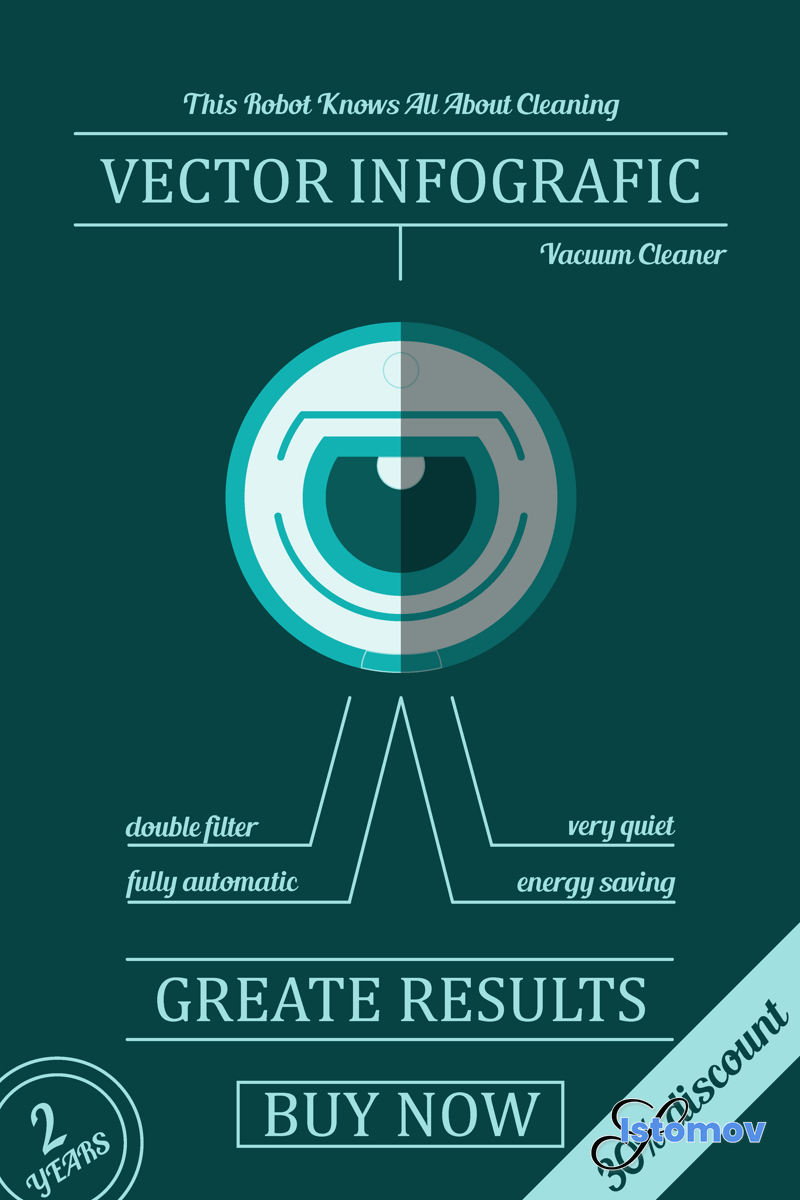 This Robot Knows All About Cleaning
VECTOR INFOGRAFIC
Vacuum Cleaner
double filter
very quiet
fully automatic
energy saving
GREATE RESULTS
BUY NOW
2
YEARS
30% discount
Istomov